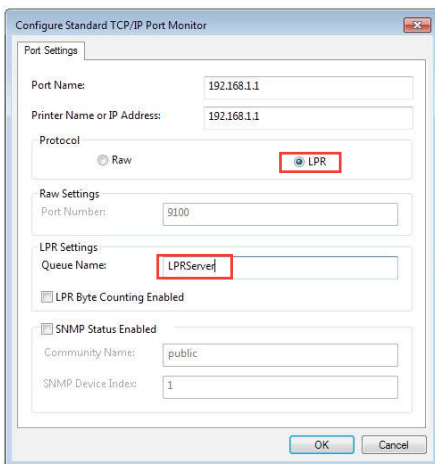 Configure Standard TCP/IP Port Monitor
Port Settings
Port Name: 192.168.1.1
Printer Name or IP Address: 192.168.1.1
Protocol
Raw LPR
Raw Settings
Port Number: 9100
LPR Settings
Queue Name: LPRServer
LPR Byte Counting Enabled
SNMP Status Enabled
Community Name: public
SNMP Device Index: 1
OK Cancel